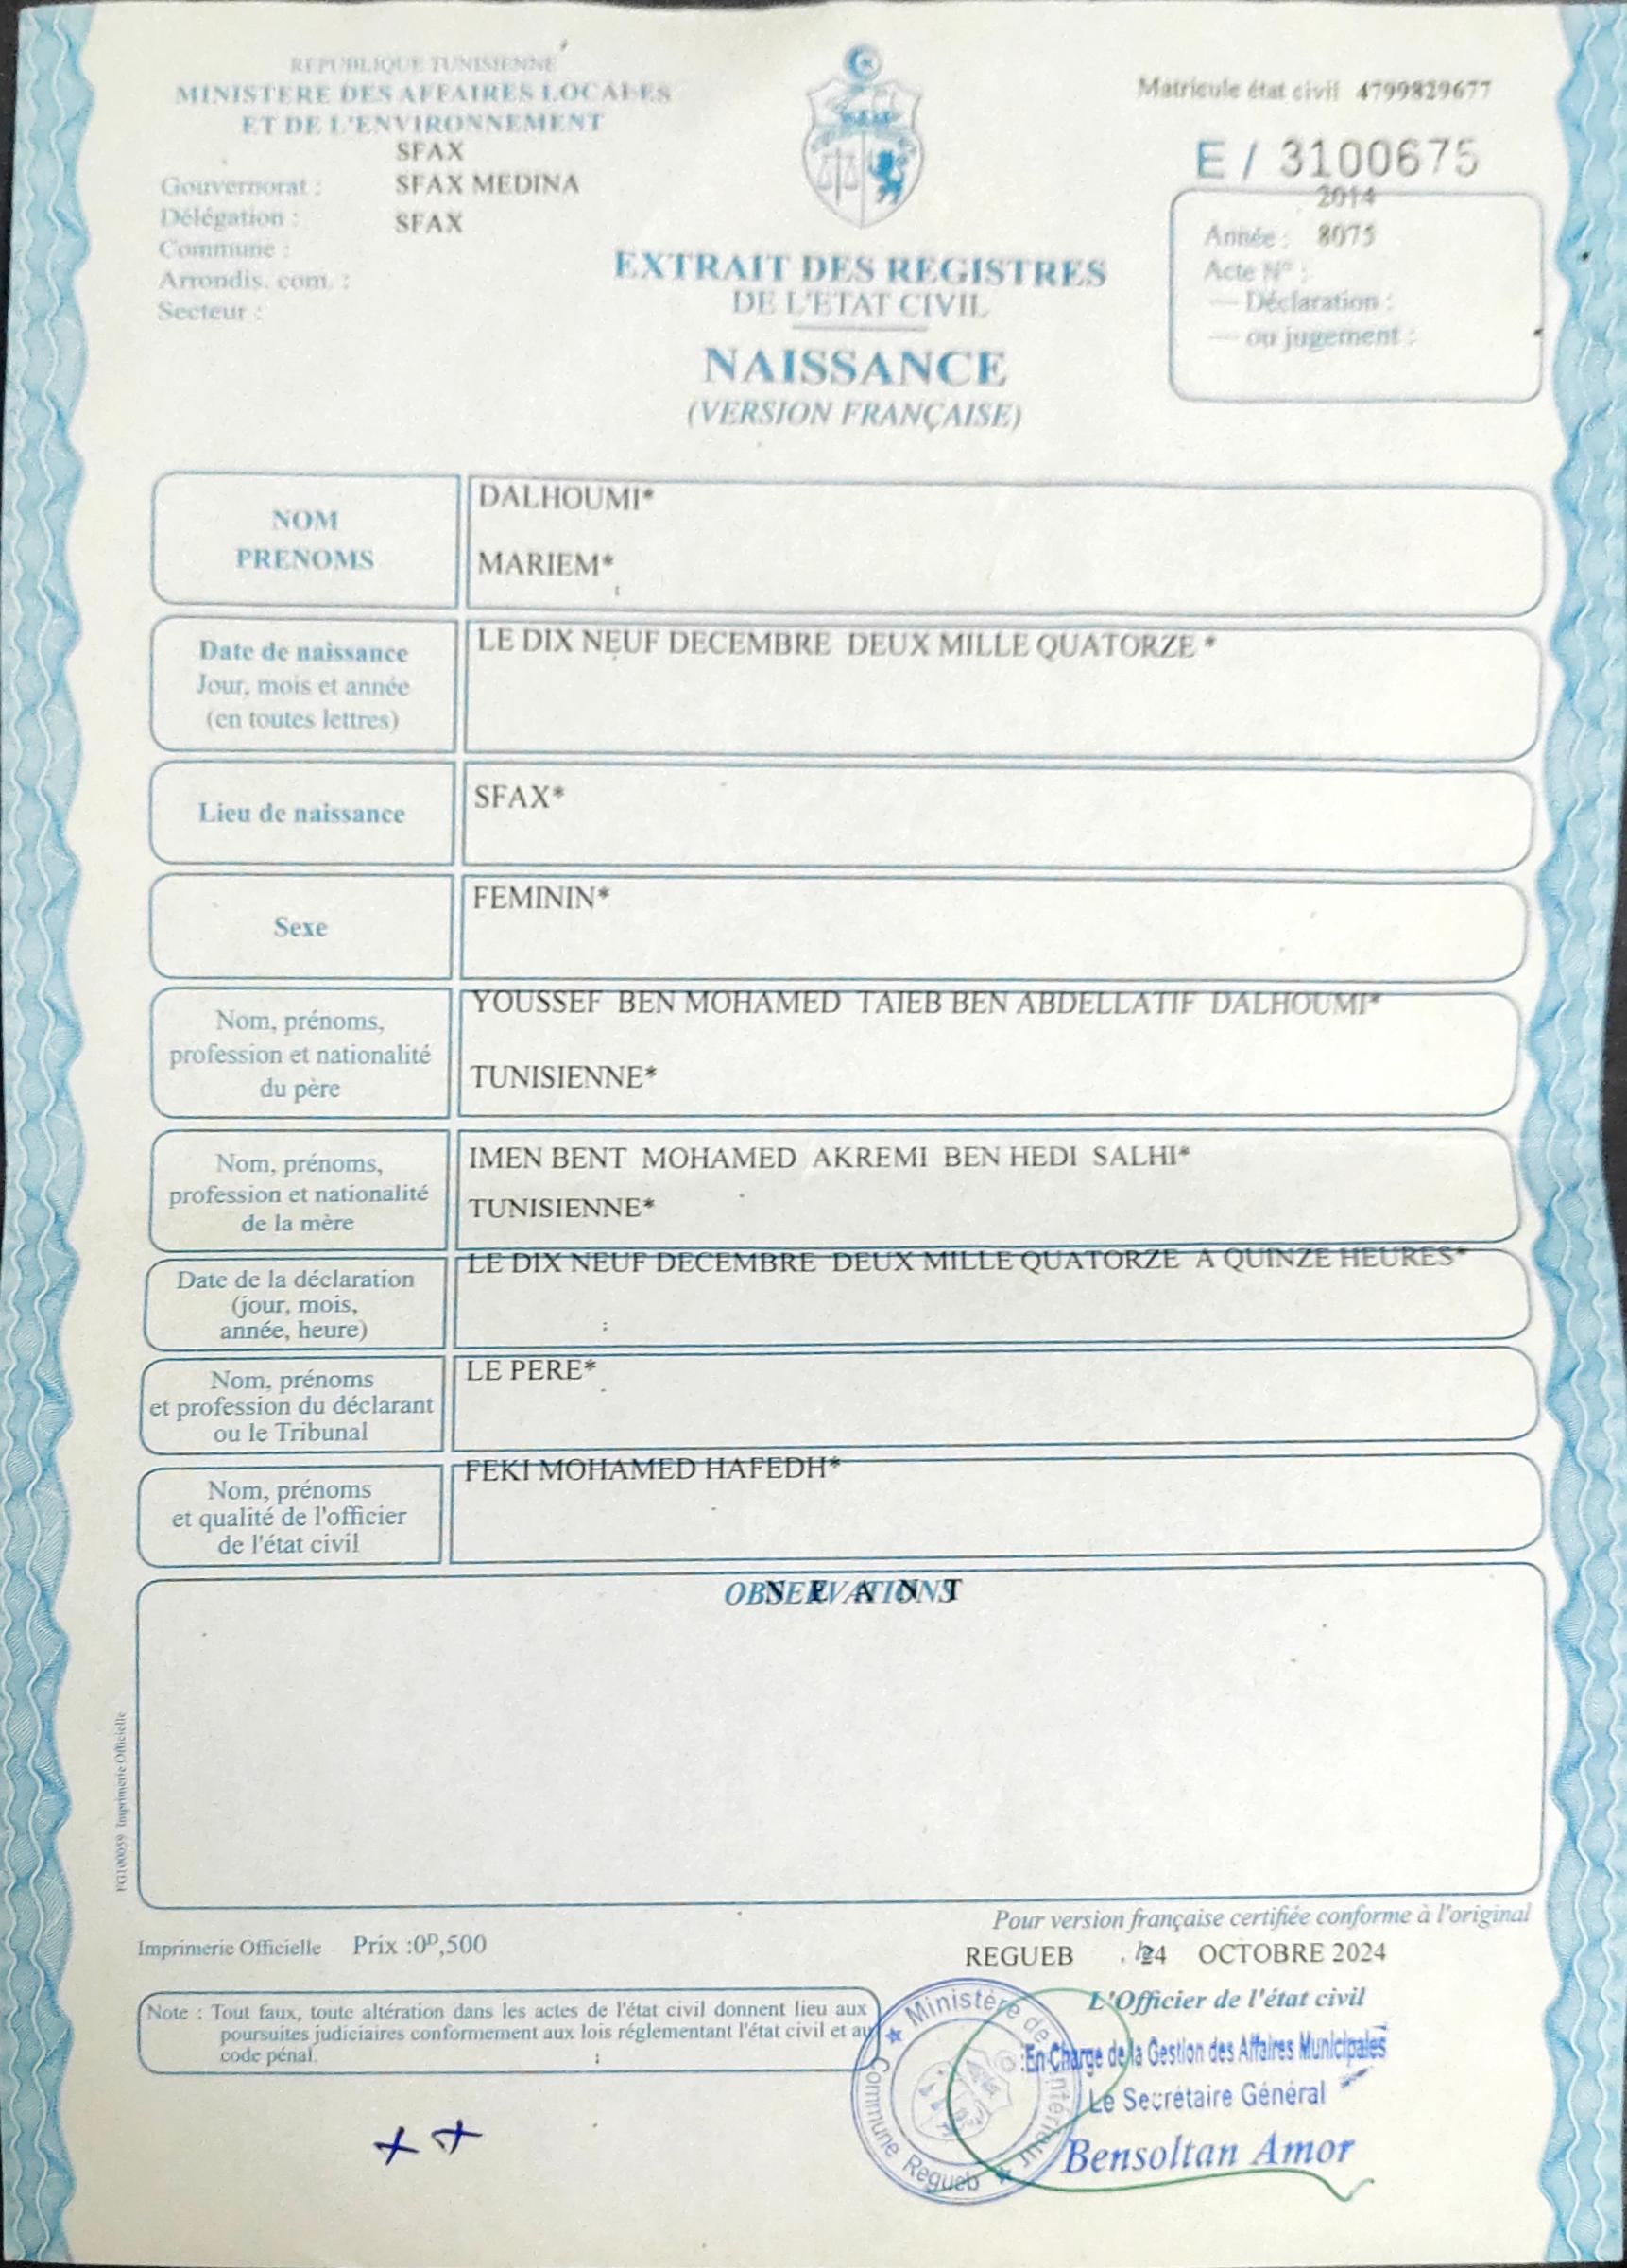 REPUBLIQUE TUNISIENNE
MINISTERE DES AFFAIRES LOCALES
ET DE L'ENVIRONNEMENT
SFAX
Gouvernorat : SFAX MEDINA
Délégation : SFAX
Commune :
Arrondis. com. :
Secteur :
Matricule état civil 4799829677
E / 3100675
2014
Année : 8075
Acte N° :
— Déclaration :
— ou jugement :
EXTRAIT DES REGISTRES
DE L'ETAT CIVIL
NAISSANCE
(VERSION FRANÇAISE)
NOM
PRENOMS
DALHOUMI*
MARIEM*
Date de naissance
Jour, mois et année
(en toutes lettres)
LE DIX NEUF DECEMBRE DEUX MILLE QUATORZE *
Lieu de naissance
SFAX*
Sexe
FEMININ*
Nom, prénoms,
profession et nationalité
du père
YOUSSEF BEN MOHAMED TAIEB BEN ABDELLATIF DALHOUMI*
TUNISIENNE*
Nom, prénoms,
profession et nationalité
de la mère
IMEN BENT MOHAMED AKREMI BEN HEDI SALHI*
TUNISIENNE*
Date de la déclaration
(jour, mois,
année, heure)
LE DIX NEUF DECEMBRE DEUX MILLE QUATORZE A QUINZE HEURES*
Nom, prénoms
et profession du déclarant
ou le Tribunal
LE PERE*
Nom, prénoms
et qualité de l'officier
de l'état civil
FEKI MOHAMED HAFEDH*
OBSERVATIONS
N E A N T
FG100059 Imprimerie Officielle
Pour version française certifiée conforme à l'original
Imprimerie Officielle Prix :0ᴰ,500
REGUEB 24 OCTOBRE 2024
L'Officier de l'état civil
Note : Tout faux, toute altération dans les actes de l'état civil donnent lieu aux
poursuites judiciaires conformement aux lois réglementant l'état civil et au
code pénal.
Ministère de l'intérieur
Commune Regueb
En Charge de la Gestion des Affaires Municipales
Le Secrétaire Général
Bensoltan Amor